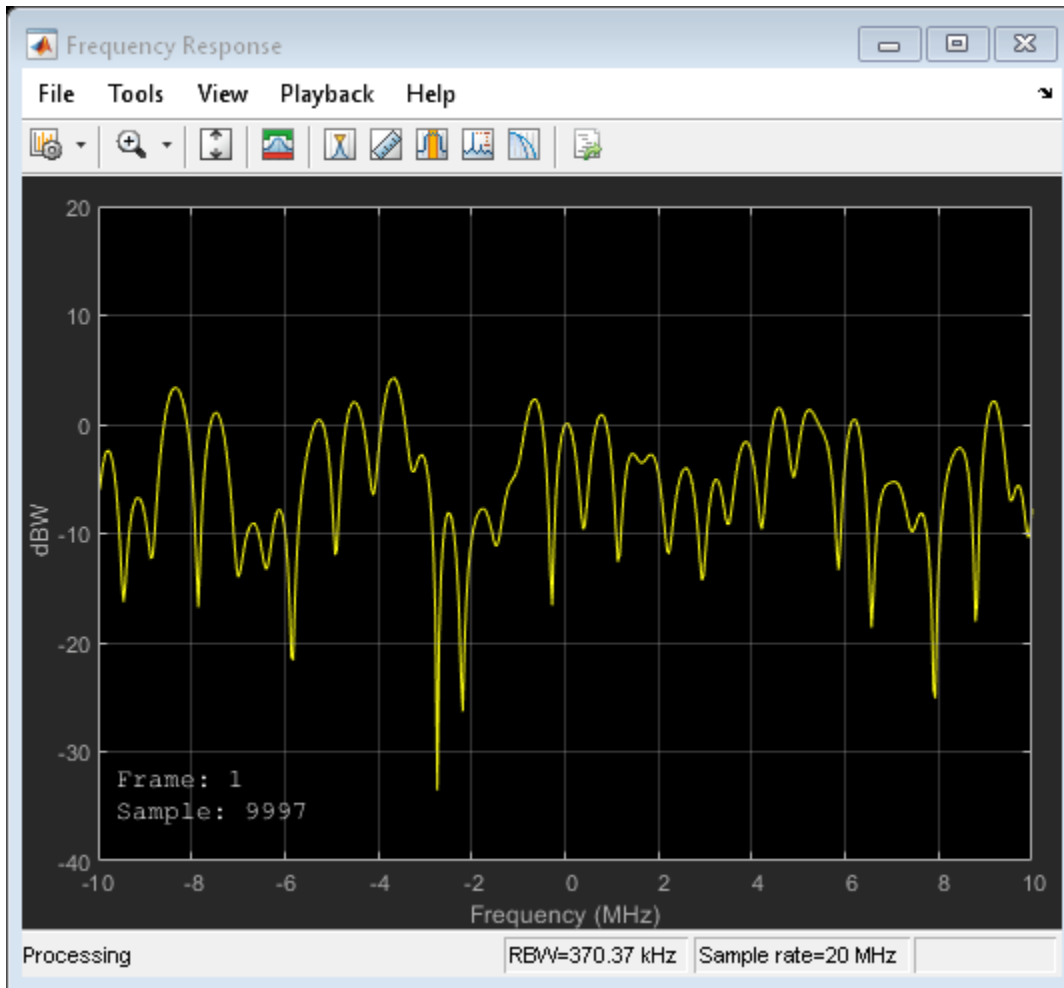 Frequency Response
File Tools View Playback Help
20
10
0
-10
-20
-30
-40
dBW
Frame: 1
Sample: 9997
-10 -8 -6 -4 -2 0 2 4 6 8 10
Frequency (MHz)
Processing RBW=370.37 kHz Sample rate=20 MHz